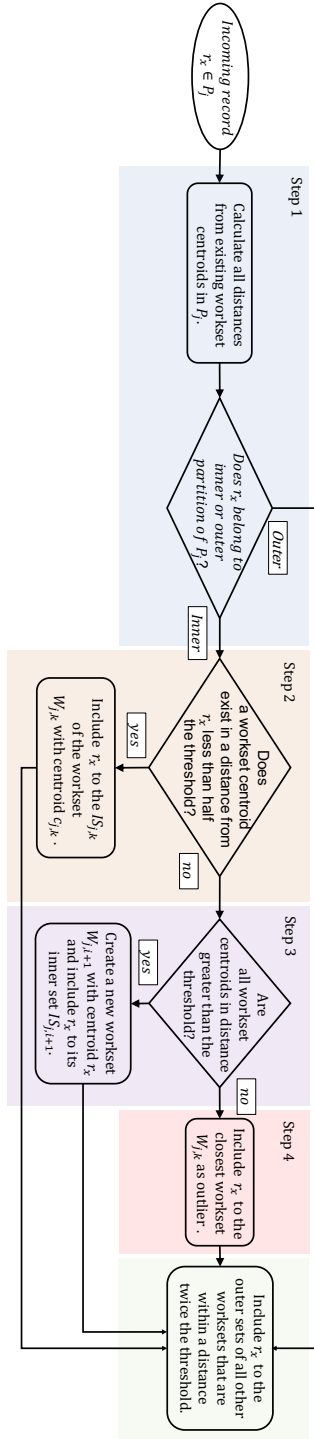 Incoming record
r_x ∈ P_j
Step 1
Calculate all distances
from existing workset
centroids in P_j.
Does r_x belong to
inner or outer
partition of P_j?
Outer
Inner
Step 2
Does
a workset centroid
exist in a distance from
r_x less than half
the threshold?
yes
no
Include r_x to the IS_{j,k}
of the workset
W_{j,k} with centroid c_{j,k}.
Step 3
Are
all workset
centroids in distance
greater than the
threshold?
yes
no
Create a new workset
W_{j,i+1} with centroid r_x
and include r_x to its
inner set IS_{j,i+1}.
Step 4
Include r_x to the
closest workset
W_{j,k} as outlier.
Include r_x to the
outer sets of all other
worksets that are
within a distance
twice the threshold.